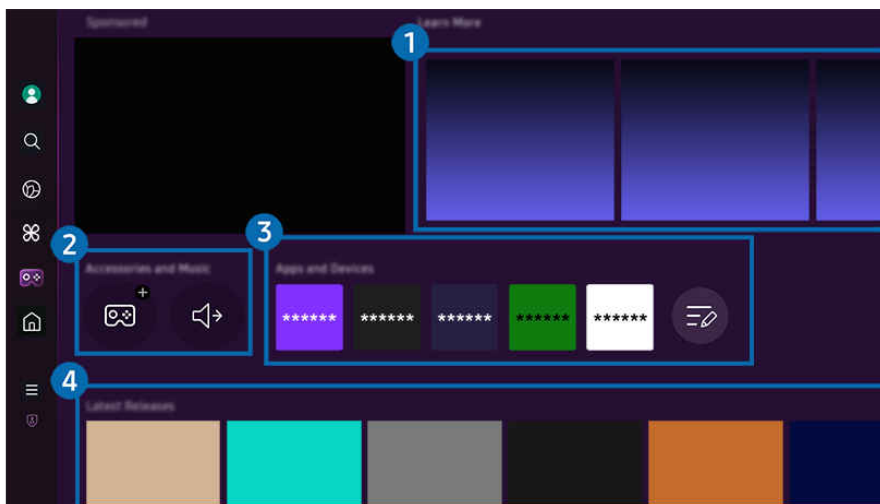 Sponsored
Learn More
1
2
3
Accessories and Music
Apps and Devices
******
******
******
******
******
4
Latest Releases